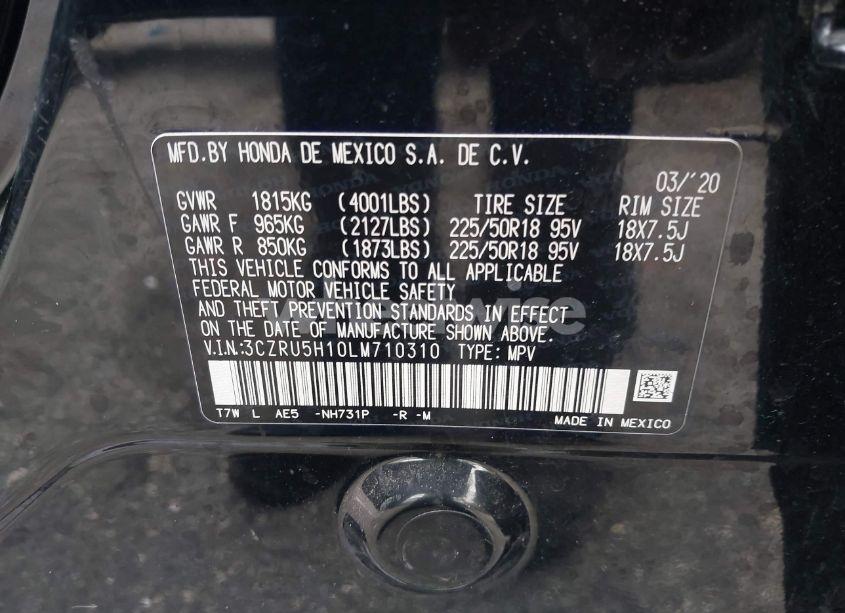 MFD.BY HONDA DE MEXICO S.A. DE C.V.
03/'20
GVWR 1815KG (4001LBS) TIRE SIZE RIM SIZE
GAWR F 965KG (2127LBS) 225/50R18 95V 18X7.5J
GAWR R 850KG (1873LBS) 225/50R18 95V 18X7.5J
THIS VEHICLE CONFORMS TO ALL APPLICABLE
FEDERAL MOTOR VEHICLE SAFETY
AND THEFT PREVENTION STANDARDS IN EFFECT
ON THE DATE OF MANUFACTURE SHOWN ABOVE.
V.I.N.:3CZRU5H10LM710310 TYPE: MPV
T7W L AE5 -NH731P -R -M
MADE IN MEXICO